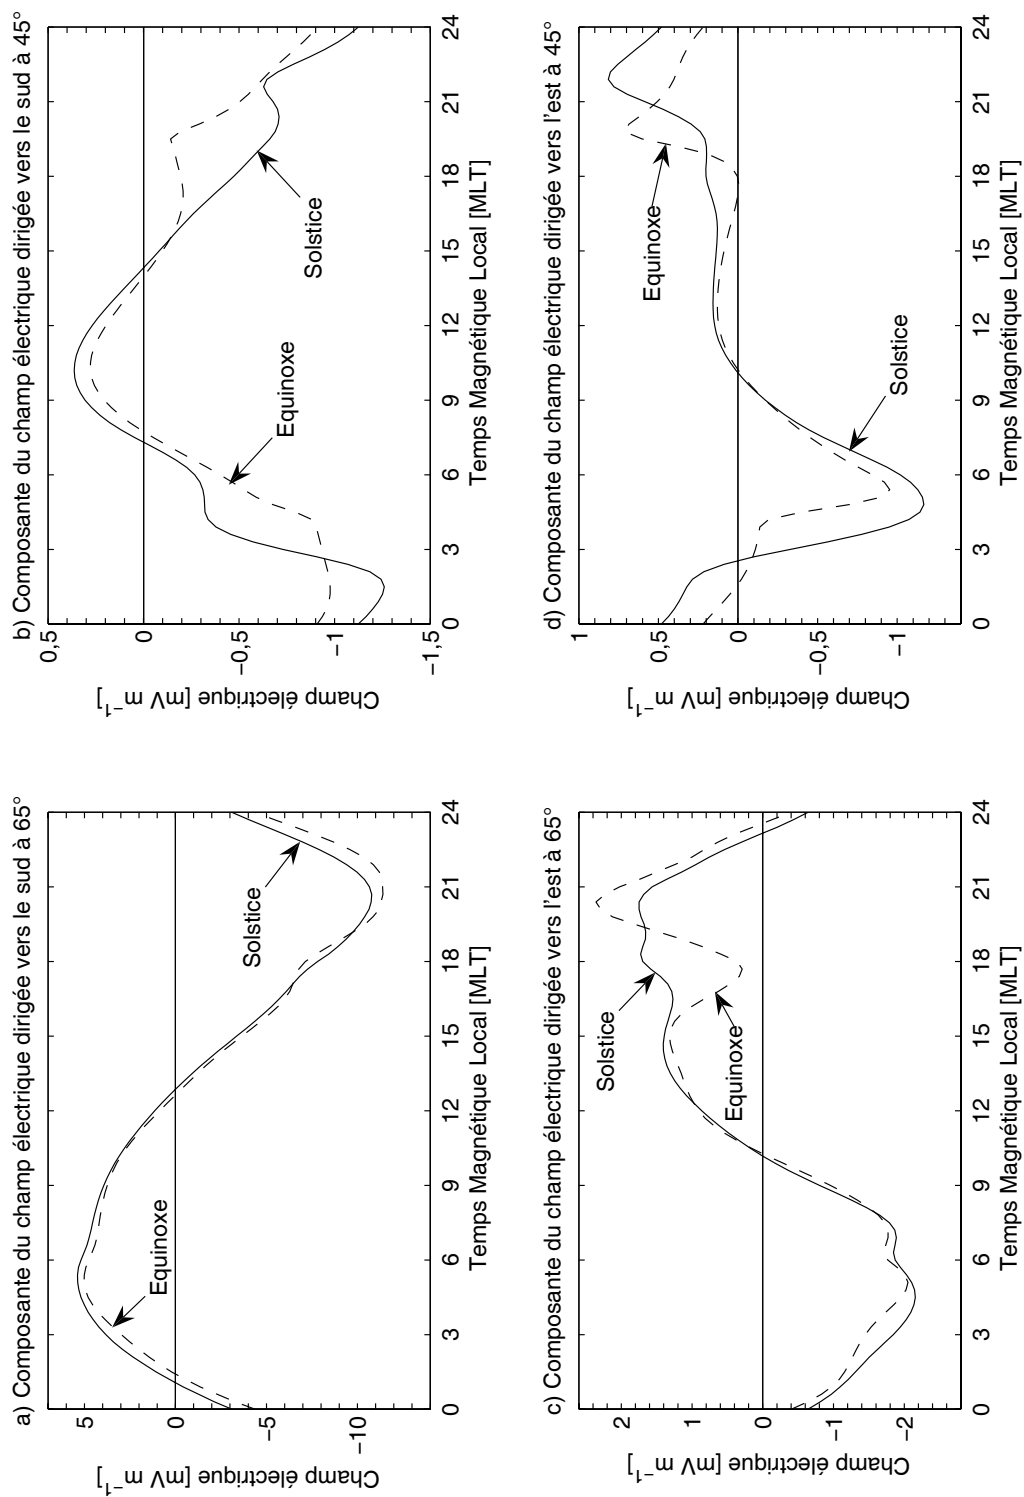 a) Composante du champ électrique dirigée vers le sud à 65°
Champ électrique [mV m⁻¹]
5
0
−5
−10
Equinoxe
Solstice
0 3 6 9 12 15 18 21 24
Temps Magnétique Local [MLT]
b) Composante du champ électrique dirigée vers le sud à 45°
Champ électrique [mV m⁻¹]
0,5
0
−0,5
−1
−1,5
Equinoxe
Solstice
0 3 6 9 12 15 18 21 24
Temps Magnétique Local [MLT]
c) Composante du champ électrique dirigée vers l'est à 65°
Champ électrique [mV m⁻¹]
2
1
0
−1
−2
Solstice
Equinoxe
0 3 6 9 12 15 18 21 24
Temps Magnétique Local [MLT]
d) Composante du champ électrique dirigée vers l'est à 45°
Champ électrique [mV m⁻¹]
1
0,5
0
−0,5
−1
Equinoxe
Solstice
0 3 6 9 12 15 18 21 24
Temps Magnétique Local [MLT]